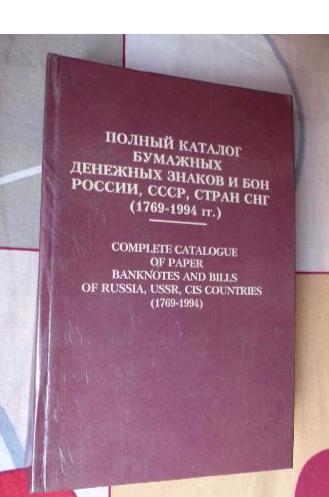 ПОЛНЫЙ КАТАЛОГ
БУМАЖНЫХ
ДЕНЕЖНЫХ ЗНАКОВ И БОН
РОССИИ, СССР, СТРАН СНГ
(1769-1994 гг.)
COMPLETE CATALOGUE
OF PAPER
BANKNOTES AND BILLS
OF RUSSIA, USSR, CIS COUNTRIES
(1769-1994)